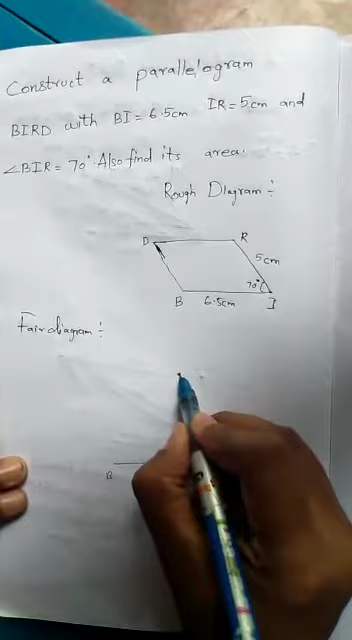 Construct a parallelogram
BIRD with BI = 6.5cm IR = 5cm and
∠BIR = 70°. Also find its area.
Rough Diagram :-
D R
5cm
70°
B 6.5cm I
Fair diagram :-
B